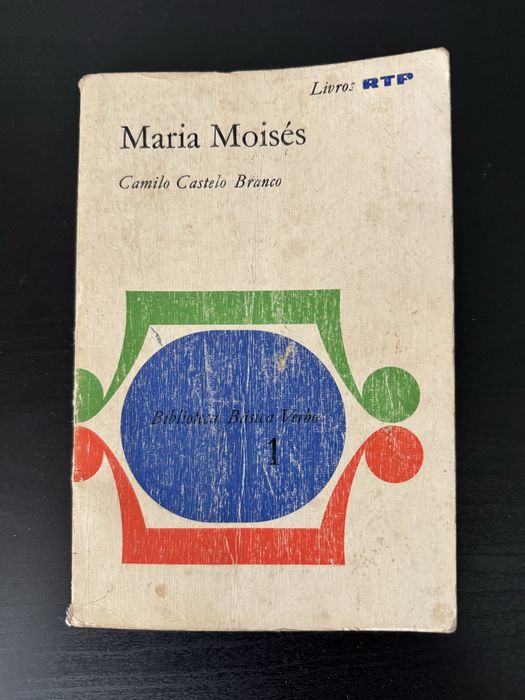 Livros RTP
Maria Moisés
Camilo Castelo Branco
Biblioteca Básica Verbo
1